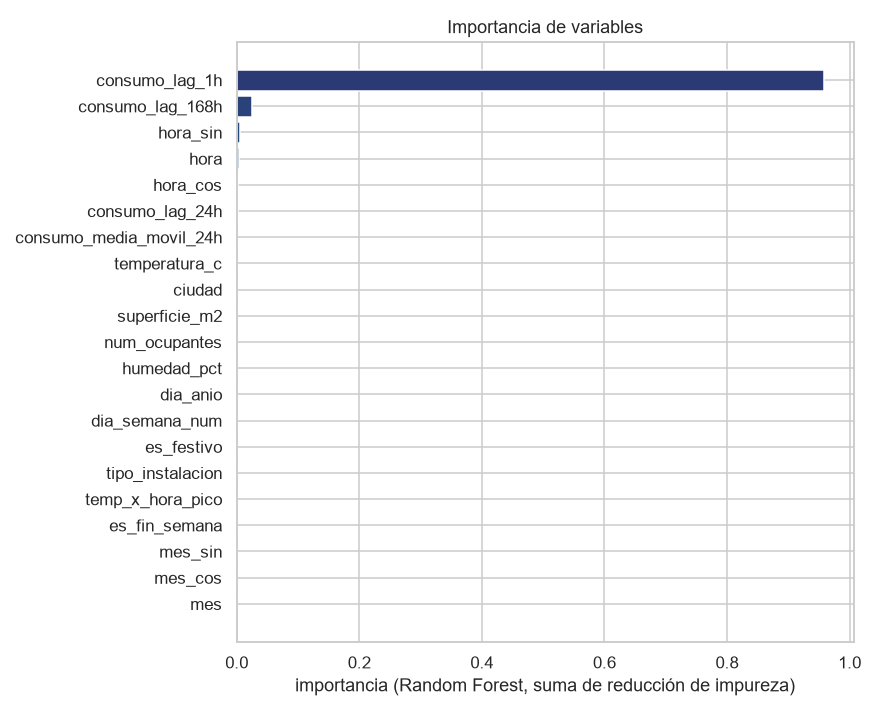 Importancia de variables
consumo_lag_1h
consumo_lag_168h
hora_sin
hora
hora_cos
consumo_lag_24h
consumo_media_movil_24h
temperatura_c
ciudad
superficie_m2
num_ocupantes
humedad_pct
dia_anio
dia_semana_num
es_festivo
tipo_instalacion
temp_x_hora_pico
es_fin_semana
mes_sin
mes_cos
mes
0.0 0.2 0.4 0.6 0.8 1.0
importancia (Random Forest, suma de reducción de impureza)